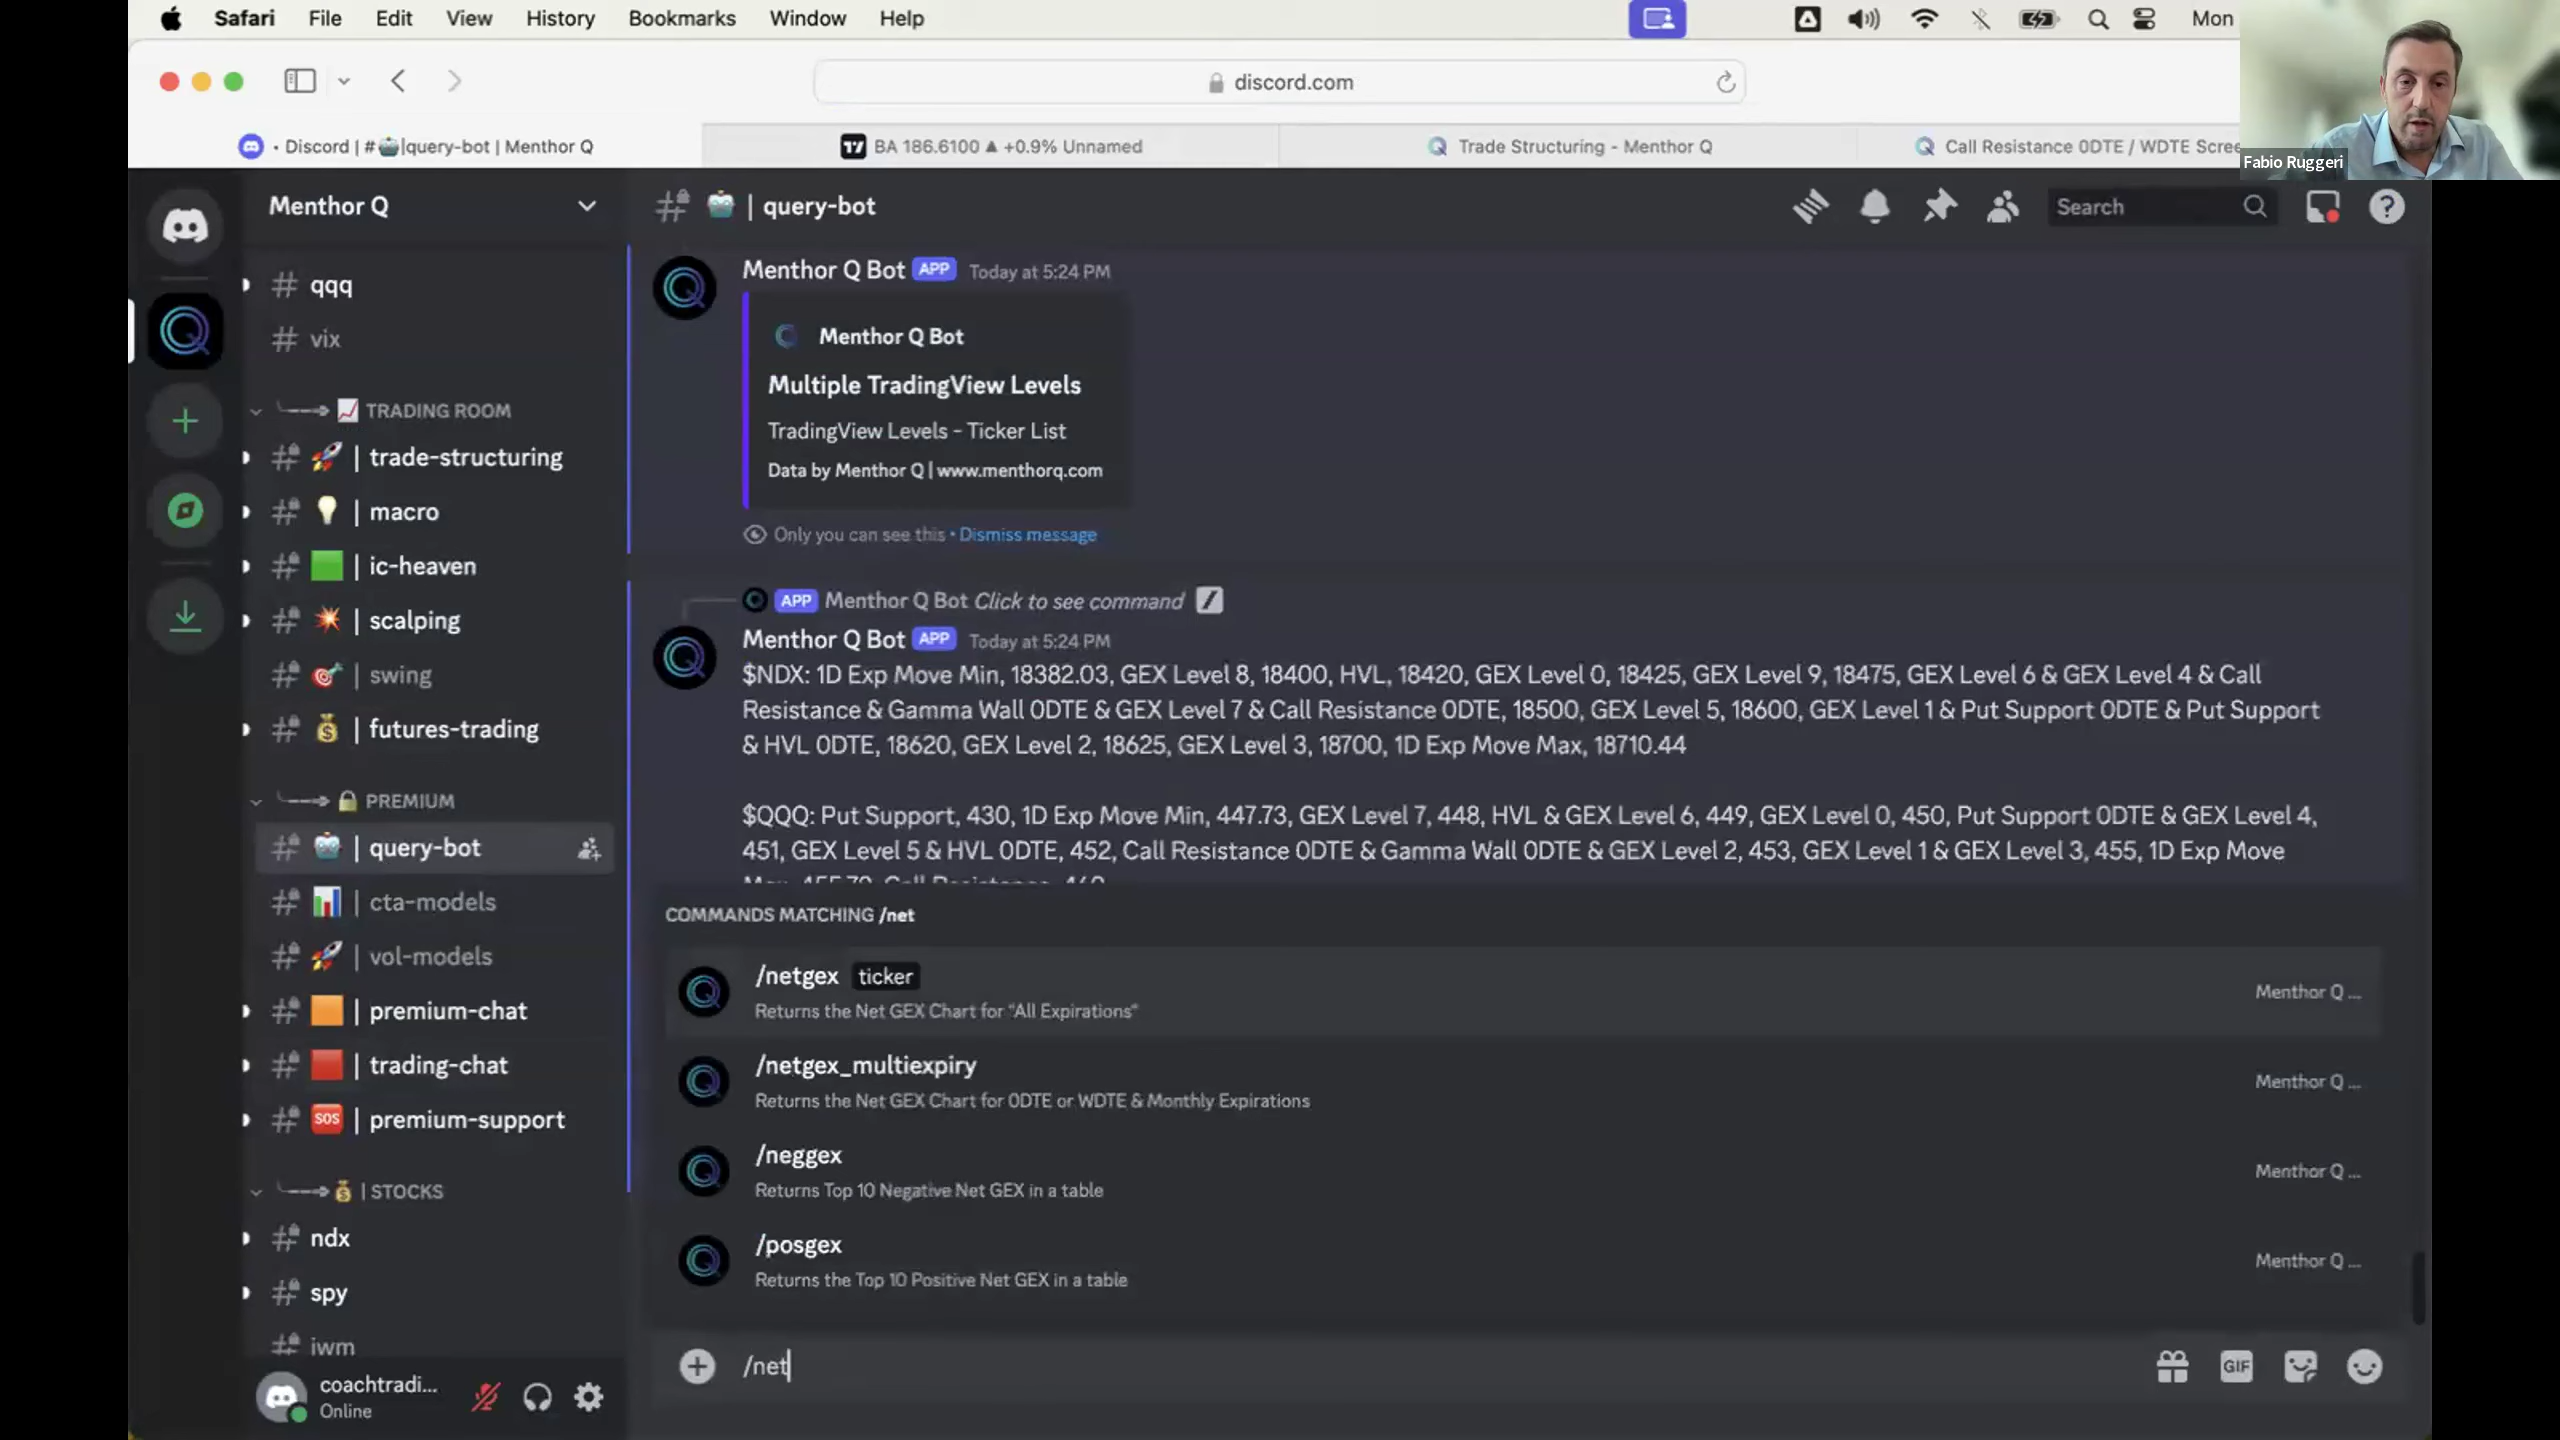 Safari File Edit View History Bookmarks Window Help
Mon
discord.com
• Discord | #🤖|query-bot | Menthor Q
BA 186.6100 ▲ +0.9% Unnamed
Trade Structuring - Menthor Q
Call Resistance 0DTE / WDTE Scree
Fabio Ruggeri
Menthor Q
# qqq
# vix
TRADING ROOM
# 🚀 | trade-structuring
# 💡 | macro
# 🟩 | ic-heaven
# 💥 | scalping
# 🎯 | swing
# 💰 | futures-trading
PREMIUM
# 🤖 | query-bot
# 📊 | cta-models
# 🚀 | vol-models
# 🟧 | premium-chat
# 🟥 | trading-chat
# 🆘 | premium-support
| STOCKS
# ndx
# spy
# iwm
coachtradi...
Online
# 🤖 | query-bot
Search
Menthor Q Bot APP Today at 5:24 PM
Menthor Q Bot
Multiple TradingView Levels
TradingView Levels - Ticker List
Data by Menthor Q | www.menthorq.com
Only you can see this • Dismiss message
APP Menthor Q Bot Click to see command
Menthor Q Bot APP Today at 5:24 PM
$NDX: 1D Exp Move Min, 18382.03, GEX Level 8, 18400, HVL, 18420, GEX Level 0, 18425, GEX Level 9, 18475, GEX Level 6 & GEX Level 4 & Call
Resistance & Gamma Wall 0DTE & GEX Level 7 & Call Resistance 0DTE, 18500, GEX Level 5, 18600, GEX Level 1 & Put Support 0DTE & Put Support
& HVL 0DTE, 18620, GEX Level 2, 18625, GEX Level 3, 18700, 1D Exp Move Max, 18710.44
$QQQ: Put Support, 430, 1D Exp Move Min, 447.73, GEX Level 7, 448, HVL & GEX Level 6, 449, GEX Level 0, 450, Put Support 0DTE & GEX Level 4,
451, GEX Level 5 & HVL 0DTE, 452, Call Resistance 0DTE & Gamma Wall 0DTE & GEX Level 2, 453, GEX Level 1 & GEX Level 3, 455, 1D Exp Move
COMMANDS MATCHING /net
/netgex ticker
Returns the Net GEX Chart for "All Expirations"
Menthor Q ...
/netgex_multiexpiry
Returns the Net GEX Chart for 0DTE or WDTE & Monthly Expirations
Menthor Q ...
/neggex
Returns Top 10 Negative Net GEX in a table
Menthor Q ...
/posgex
Returns the Top 10 Positive Net GEX in a table
Menthor Q ...
/net
GIF